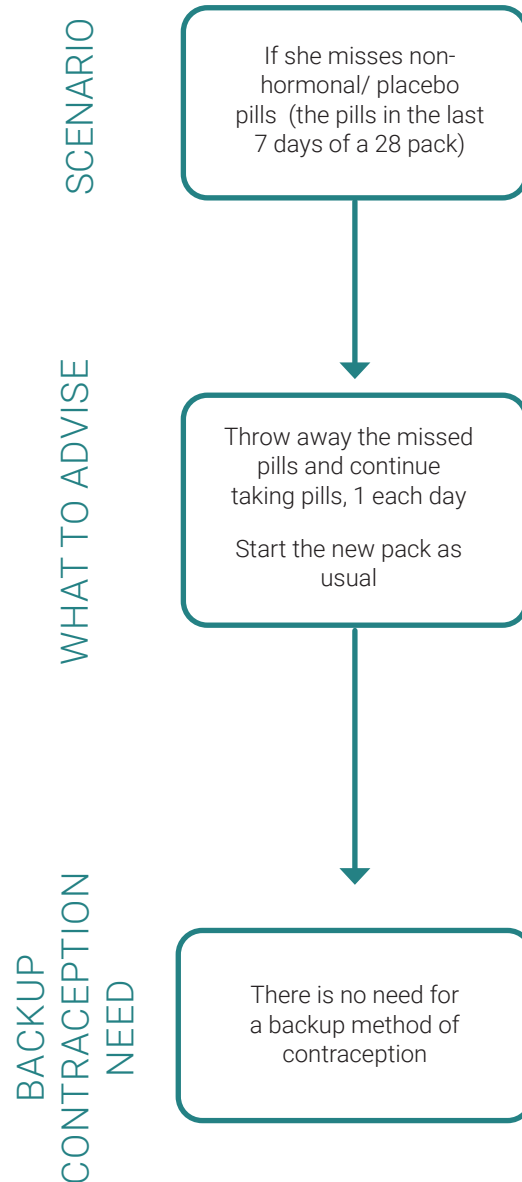 SCENARIO
If she misses non-
hormonal/ placebo
pills (the pills in the last
7 days of a 28 pack)
WHAT TO ADVISE
Throw away the missed
pills and continue
taking pills, 1 each day
Start the new pack as
usual
BACKUP
CONTRACEPTION
NEED
There is no need for
a backup method of
contraception